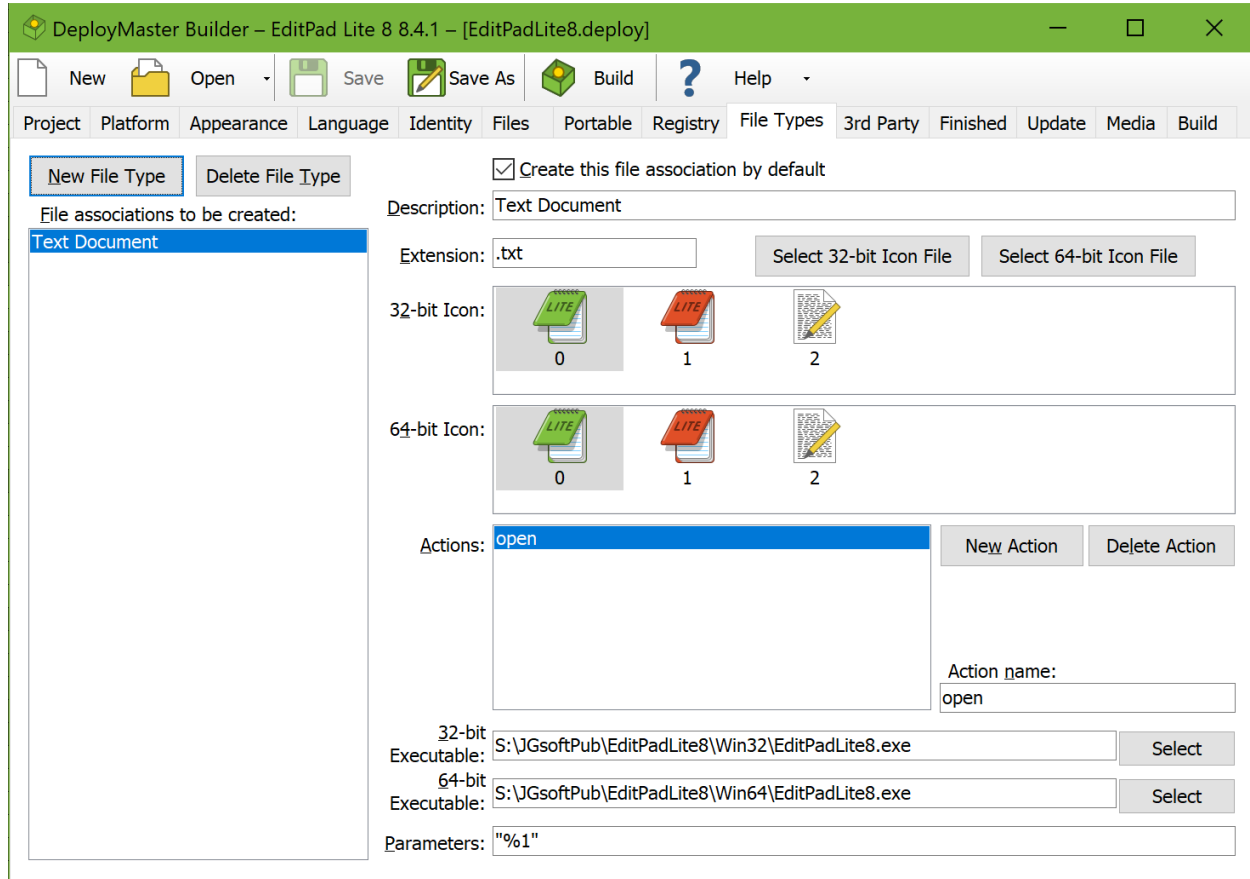 DeployMaster Builder – EditPad Lite 8 8.4.1 – [EditPadLite8.deploy]
New Open Save Save As Build ? Help
Project Platform Appearance Language Identity Files Portable Registry File Types 3rd Party Finished Update Media Build
New File Type Delete File Type
Create this file association by default
File associations to be created:
Text Document
Description: Text Document
Extension: .txt Select 32-bit Icon File Select 64-bit Icon File
32-bit Icon:
LITE LITE
0 1 2
64-bit Icon:
LITE LITE
0 1 2
Actions: open
New Action Delete Action
Action name:
open
32-bit
Executable: S:\JGsoftPub\EditPadLite8\Win32\EditPadLite8.exe Select
64-bit
Executable: S:\JGsoftPub\EditPadLite8\Win64\EditPadLite8.exe Select
Parameters: "%1"